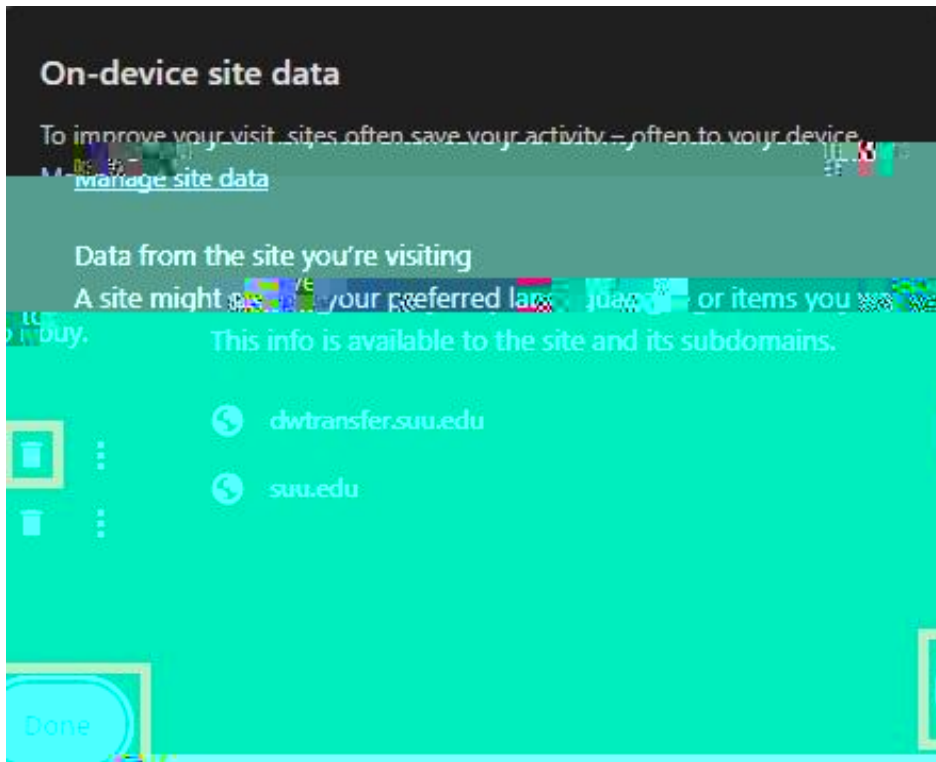 On-device site data
To improve your visit, sites often save your activity – often to your device.
Manage site data
Data from the site you're visiting
A site might your preferred or items you
buy.
This info is available to the site and its subdomains.
dwtransfer.suu.edu
suu.edu
Done